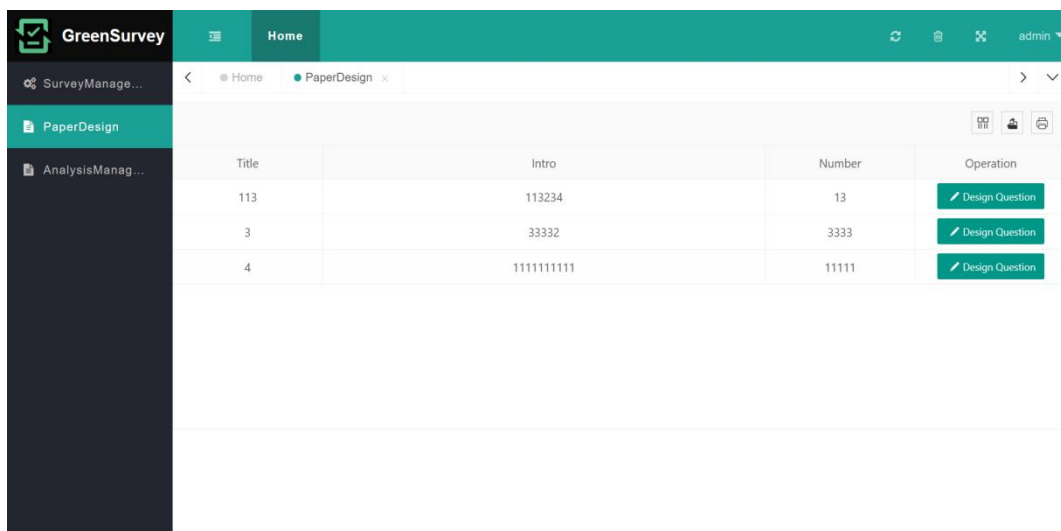 GreenSurvey
Home
admin
SurveyManage...
Home
PaperDesign
PaperDesign
AnalysisManag...
Title Intro Number Operation
113 113234 13 Design Question
3 33332 3333 Design Question
4 1111111111 11111 Design Question